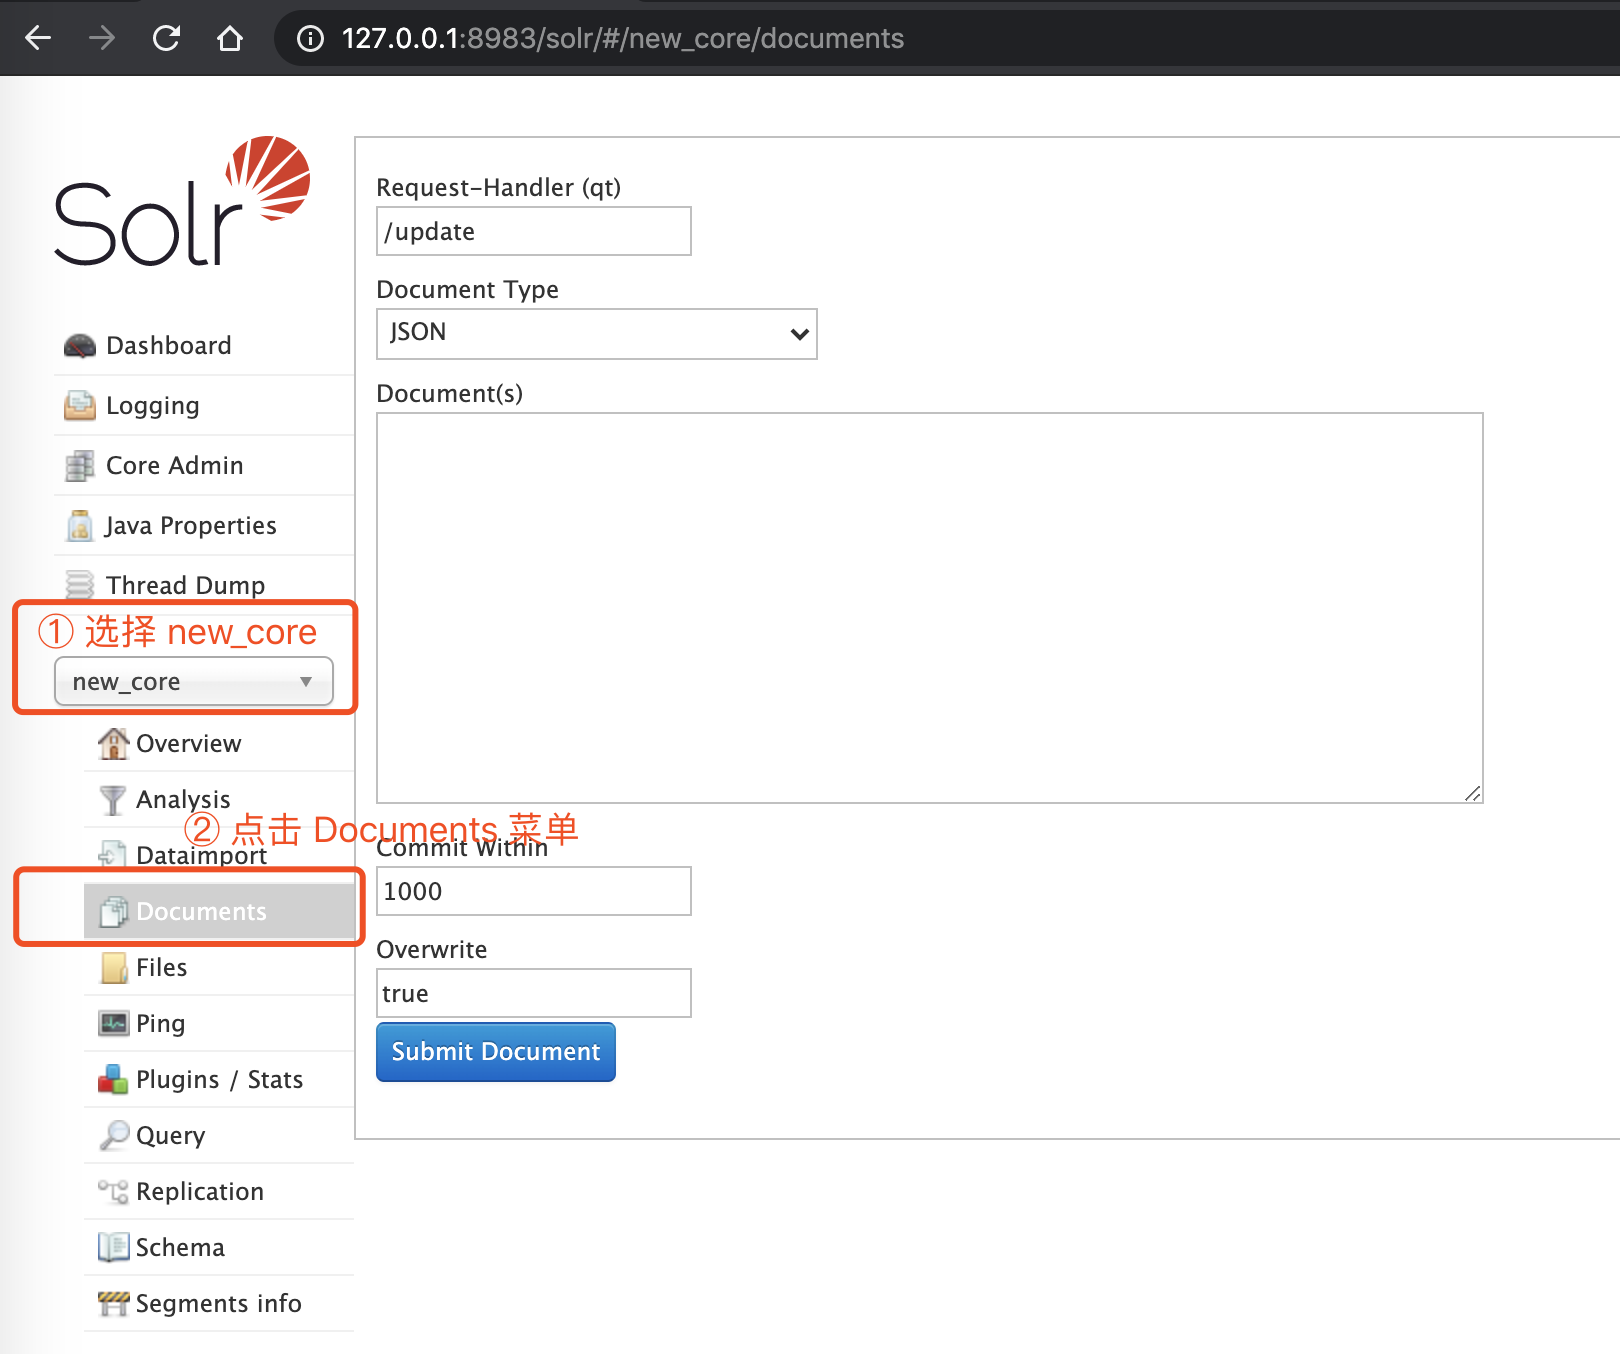 127.0.0.1:8983/solr/#/new_core/documents
Solr
Dashboard
Logging
Core Admin
Java Properties
Thread Dump
① 选择 new_core
new_core
Overview
Analysis
② 点击 Documents 菜单
Dataimport
Documents
Files
Ping
Plugins / Stats
Query
Replication
Schema
Segments info
Request-Handler (qt)
/update
Document Type
JSON
Document(s)
Commit Within
1000
Overwrite
true
Submit Document